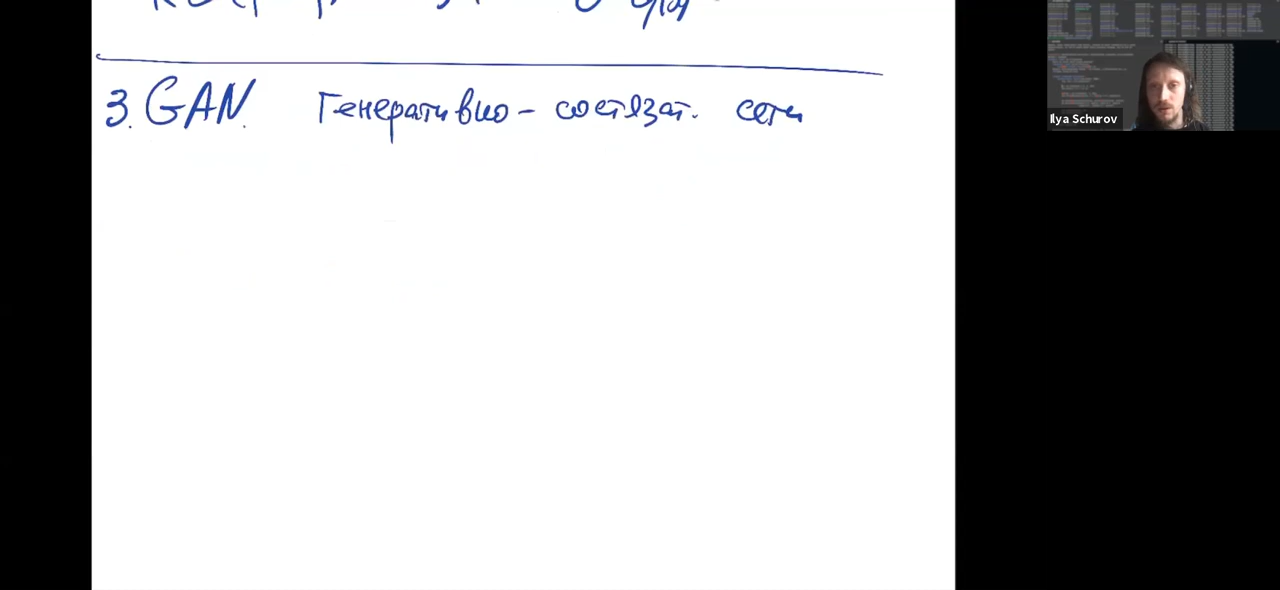 3. GAN. Генеративно - состязат. сети
Ilya Schurov